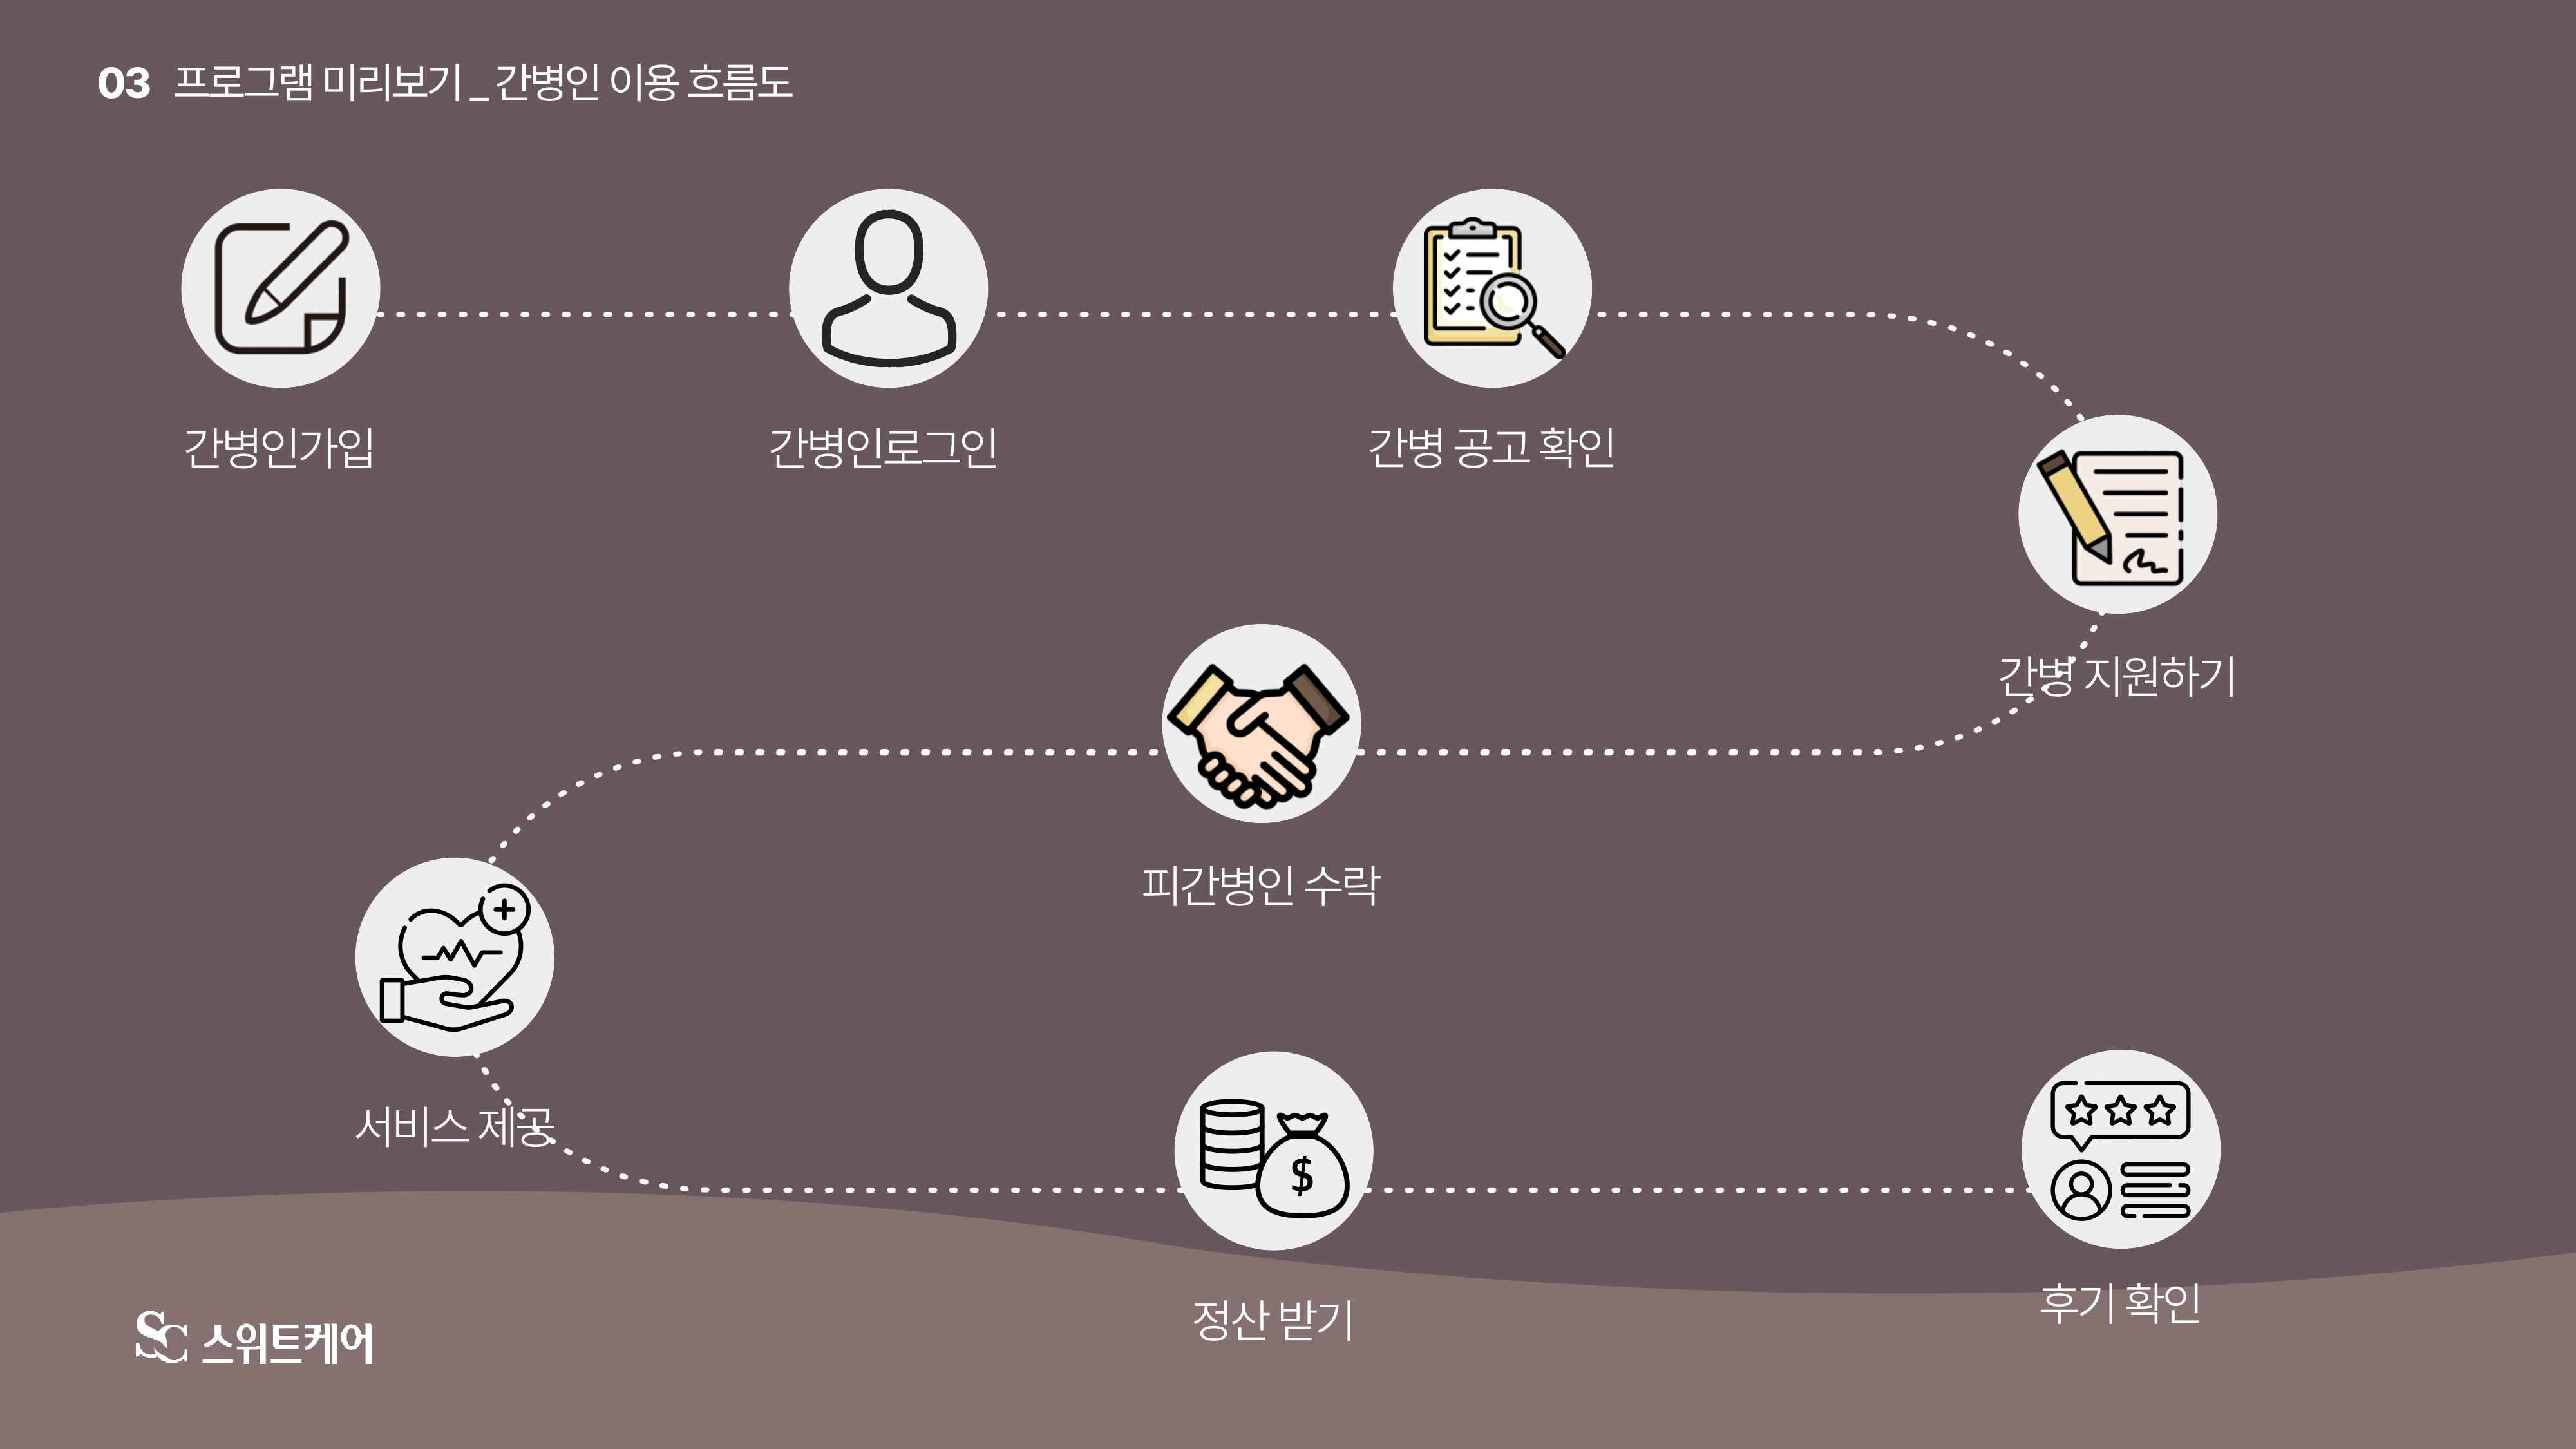 03 프로그램 미리보기 _ 간병인 이용 흐름도
간병인가입
간병인로그인
간병 공고 확인
간병 지원하기
피간병인 수락
서비스 제공
$
정산 받기
후기 확인
SC 스위트케어